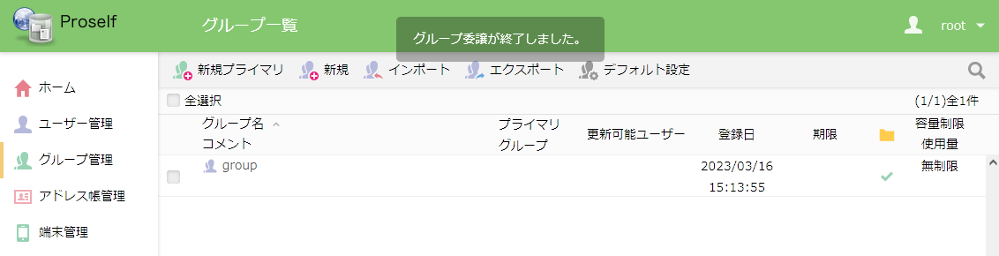 Proself
グループ一覧
グループ委譲が終了しました。
root
新規プライマリ
新規
インポート
エクスポート
デフォルト設定
ホーム
ユーザー管理
グループ管理
アドレス帳管理
端末管理
全選択
(1/1)全1件
グループ名
コメント
プライマリ
グループ
更新可能ユーザー
登録日
期限
容量制限
使用量
group
2023/03/16
15:13:55
無制限